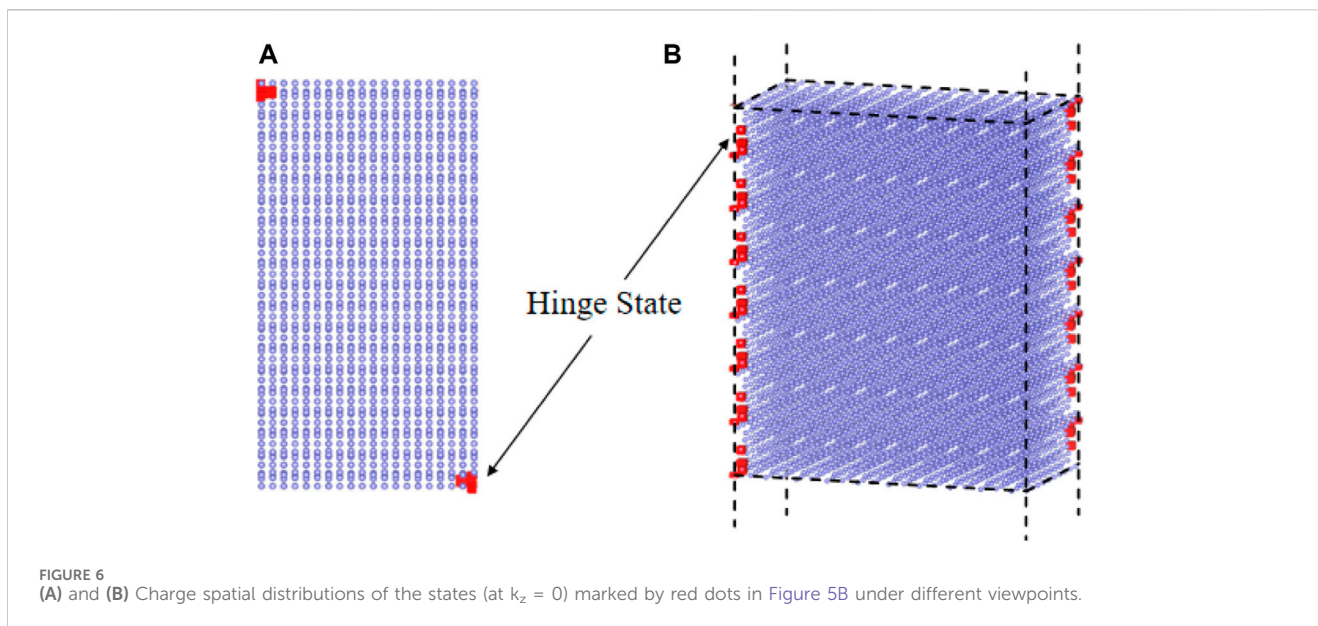 A
B
Hinge State
FIGURE 6
(A) and (B) Charge spatial distributions of the states (at kz = 0) marked by red dots in Figure 5B under different viewpoints.